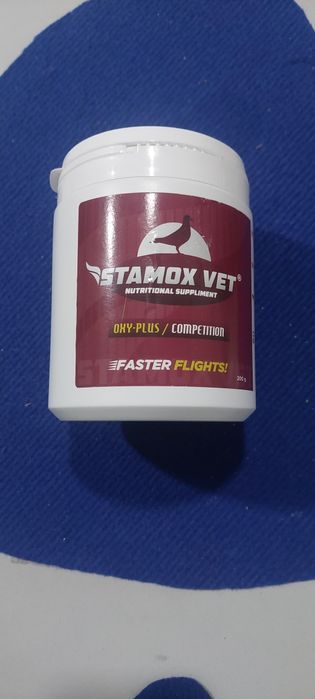 STAMOX VET®
NUTRITIONAL SUPPLIMENT
OXY-PLUS / COMPETITION
FASTER FLIGHTS!
200 g